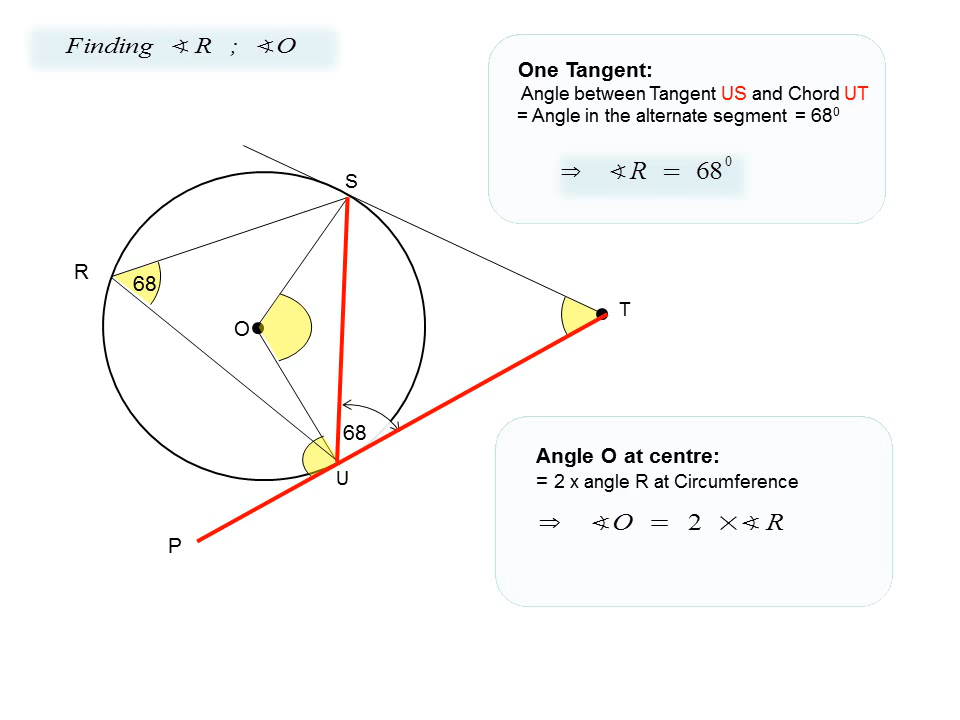 Finding ∢ R ; ∢ O
One Tangent:
Angle between Tangent US and Chord UT
= Angle in the alternate segment = 68⁰
⇒ ∢ R = 68⁰
S
R
68
O
T
68
U
P
Angle O at centre:
= 2 x angle R at Circumference
⇒ ∢ O = 2 × ∢ R